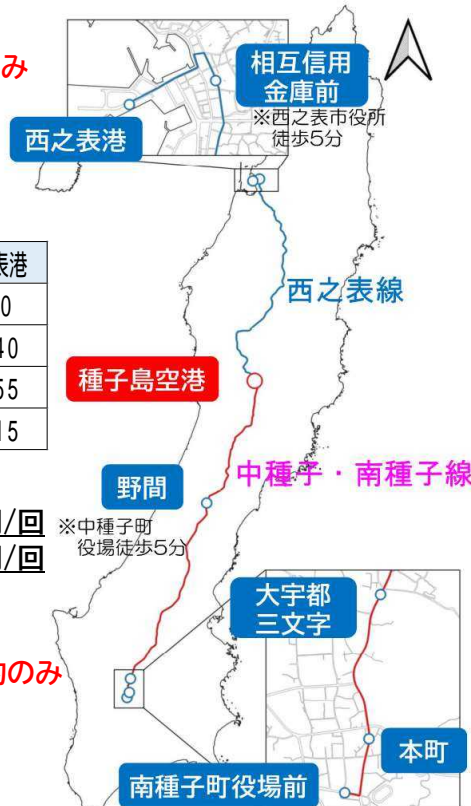 み
相互信用
金庫前
※西之表市役所
徒歩5分
西之表港
表港
0
40
55
15
西之表線
種子島空港
中種子・南種子線
野間
※中種子町
役場徒歩5分
/回
/回
大宇都
三文字
のみ
本町
南種子町役場前